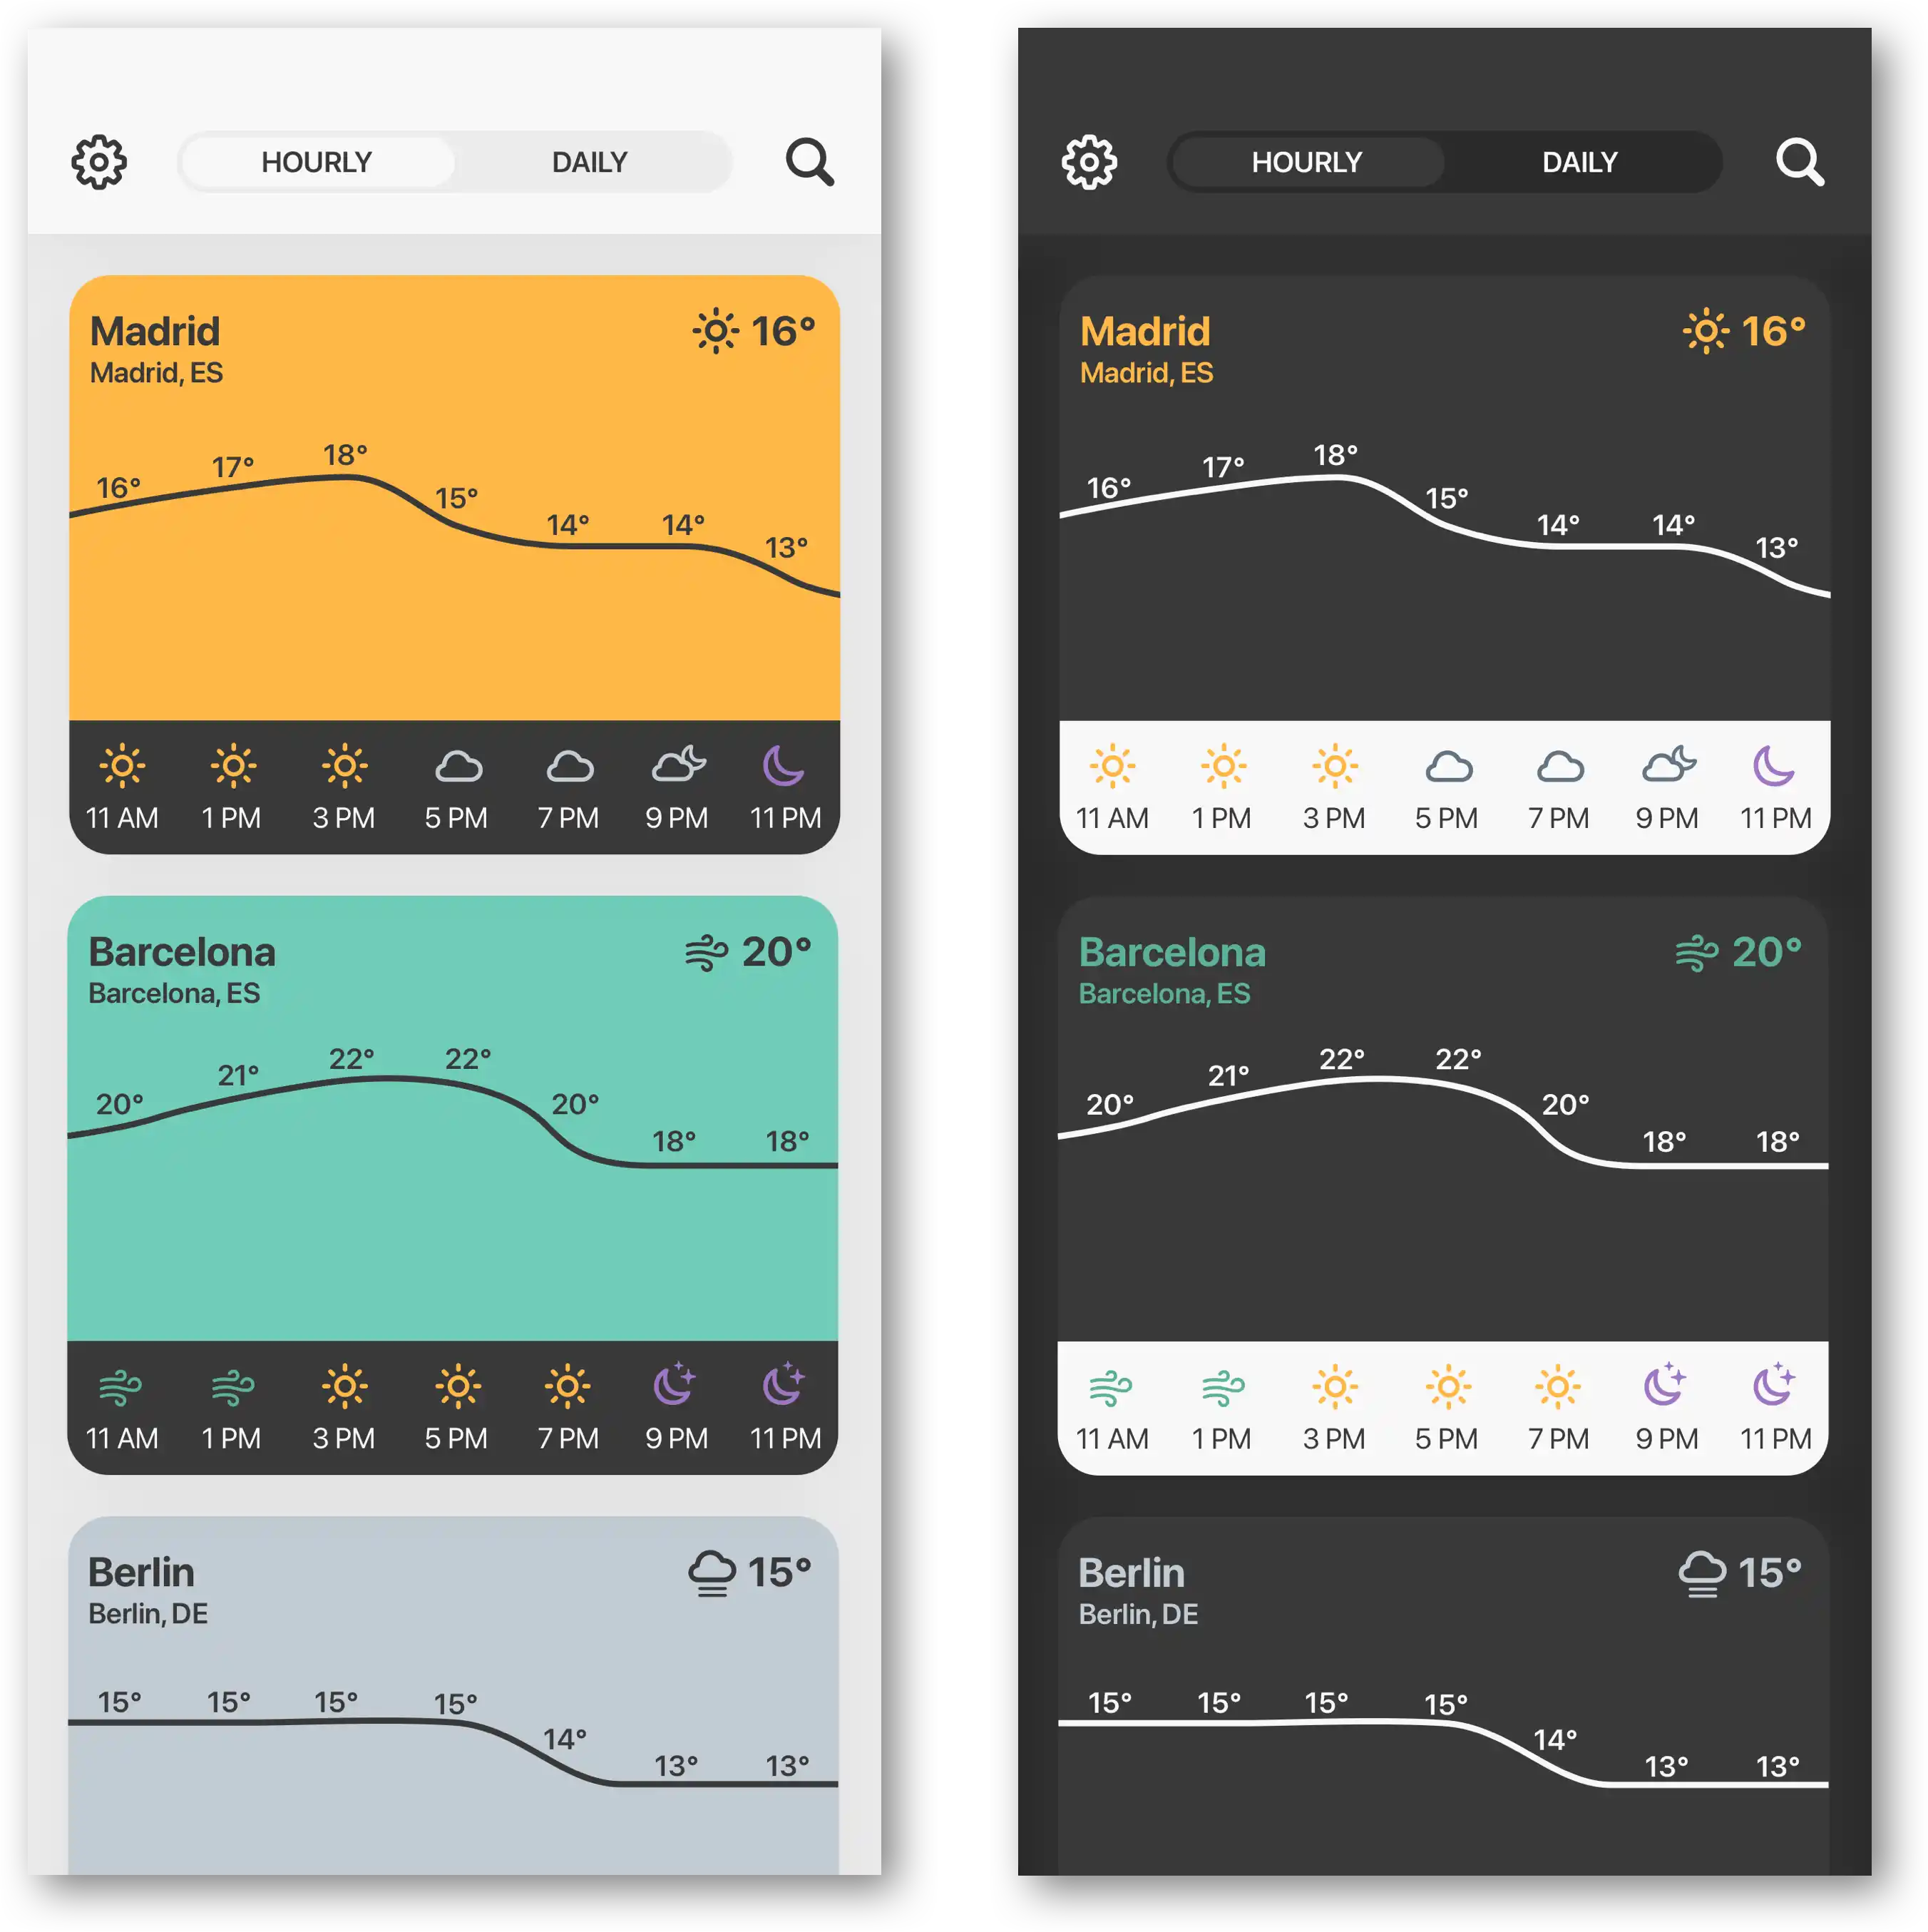 HOURLY DAILY
Madrid 16°
Madrid, ES
16° 17° 18° 15° 14° 14° 13°
11 AM 1 PM 3 PM 5 PM 7 PM 9 PM 11 PM
Barcelona 20°
Barcelona, ES
20° 21° 22° 22° 20° 18° 18°
11 AM 1 PM 3 PM 5 PM 7 PM 9 PM 11 PM
Berlin 15°
Berlin, DE
15° 15° 15° 15° 14° 13° 13°
HOURLY DAILY
Madrid 16°
Madrid, ES
16° 17° 18° 15° 14° 14° 13°
11 AM 1 PM 3 PM 5 PM 7 PM 9 PM 11 PM
Barcelona 20°
Barcelona, ES
20° 21° 22° 22° 20° 18° 18°
11 AM 1 PM 3 PM 5 PM 7 PM 9 PM 11 PM
Berlin 15°
Berlin, DE
15° 15° 15° 15° 14° 13° 13°